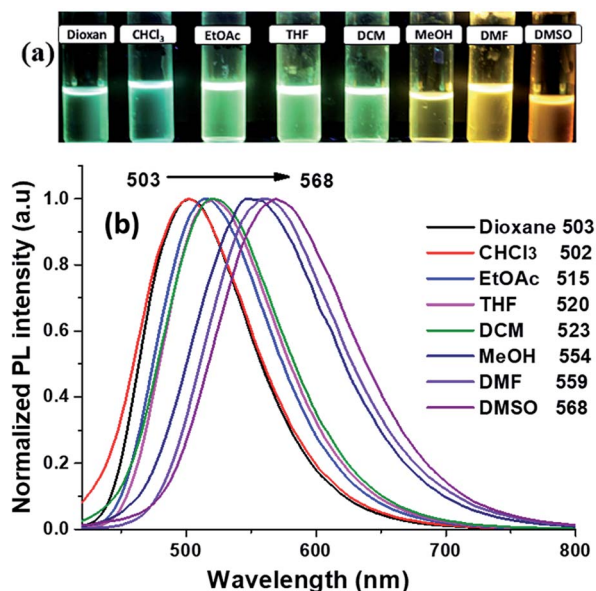 (a)
Dioxan CHCl₃ EtOAc THF DCM MeOH DMF DMSO
(b)
503 568
Normalized PL intensity (a.u)
1.0
0.8
0.6
0.4
0.2
0.0
Dioxane 503
CHCl3 502
EtOAc 515
THF 520
DCM 523
MeOH 554
DMF 559
DMSO 568
500 600 700 800
Wavelength (nm)